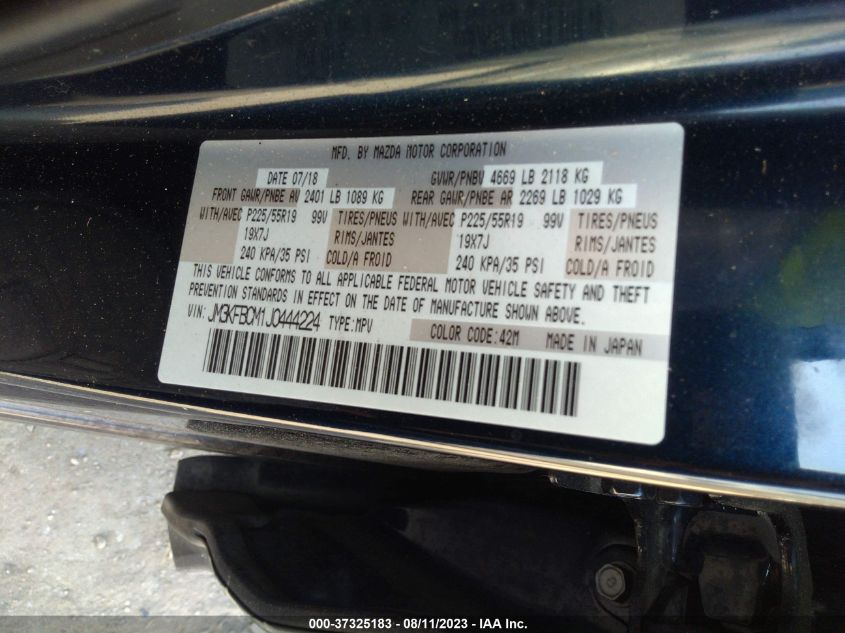 MFD. BY MAZDA MOTOR CORPORATION
DATE 07/18 GVWR/PNBV 4669 LB 2118 KG
FRONT GAWR/PNBE AV 2401 LB 1089 KG REAR GAWR/PNBE AR 2269 LB 1029 KG
WITH/AVEC P225/55R19 99V TIRES/PNEUS WITH/AVEC P225/55R19 99V TIRES/PNEUS
19X7J RIMS/JANTES 19X7J RIMS/JANTES
240 KPA/35 PSI COLD/A FROID 240 KPA/35 PSI COLD/A FROID
THIS VEHICLE CONFORMS TO ALL APPLICABLE FEDERAL MOTOR VEHICLE SAFETY AND THEFT
PREVENTION STANDARDS IN EFFECT ON THE DATE OF MANUFACTURE SHOWN ABOVE.
VIN: JM3KFBCM1J0444224 TYPE:MPV COLOR CODE:42M MADE IN JAPAN
000-37325183 - 08/11/2023 - IAA Inc.